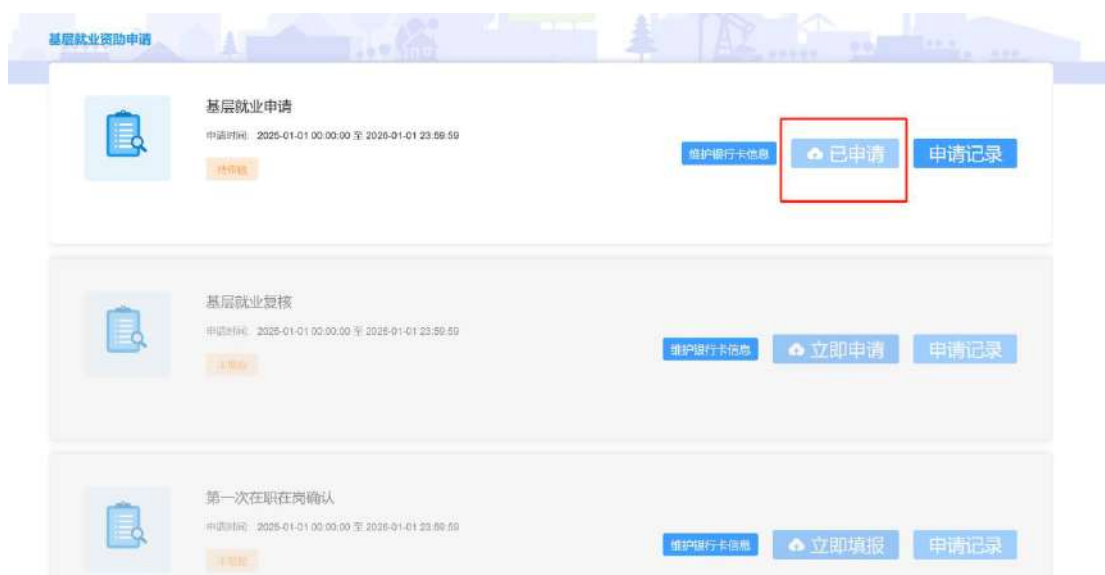 基层就业资助申请
基层就业申请
申请时间: 2025-01-01 00:00:00 至 2026-01-01 23:59:59
待审核
维护银行卡信息
已申请
申请记录
基层就业复核
申请时间: 2025-01-01 00:00:00 至 2026-01-01 23:59:59
维护银行卡信息
立即申请
申请记录
第一次在职在岗确认
申请时间: 2025-01-01 00:00:00 至 2026-01-01 23:59:59
维护银行卡信息
立即填报
申请记录